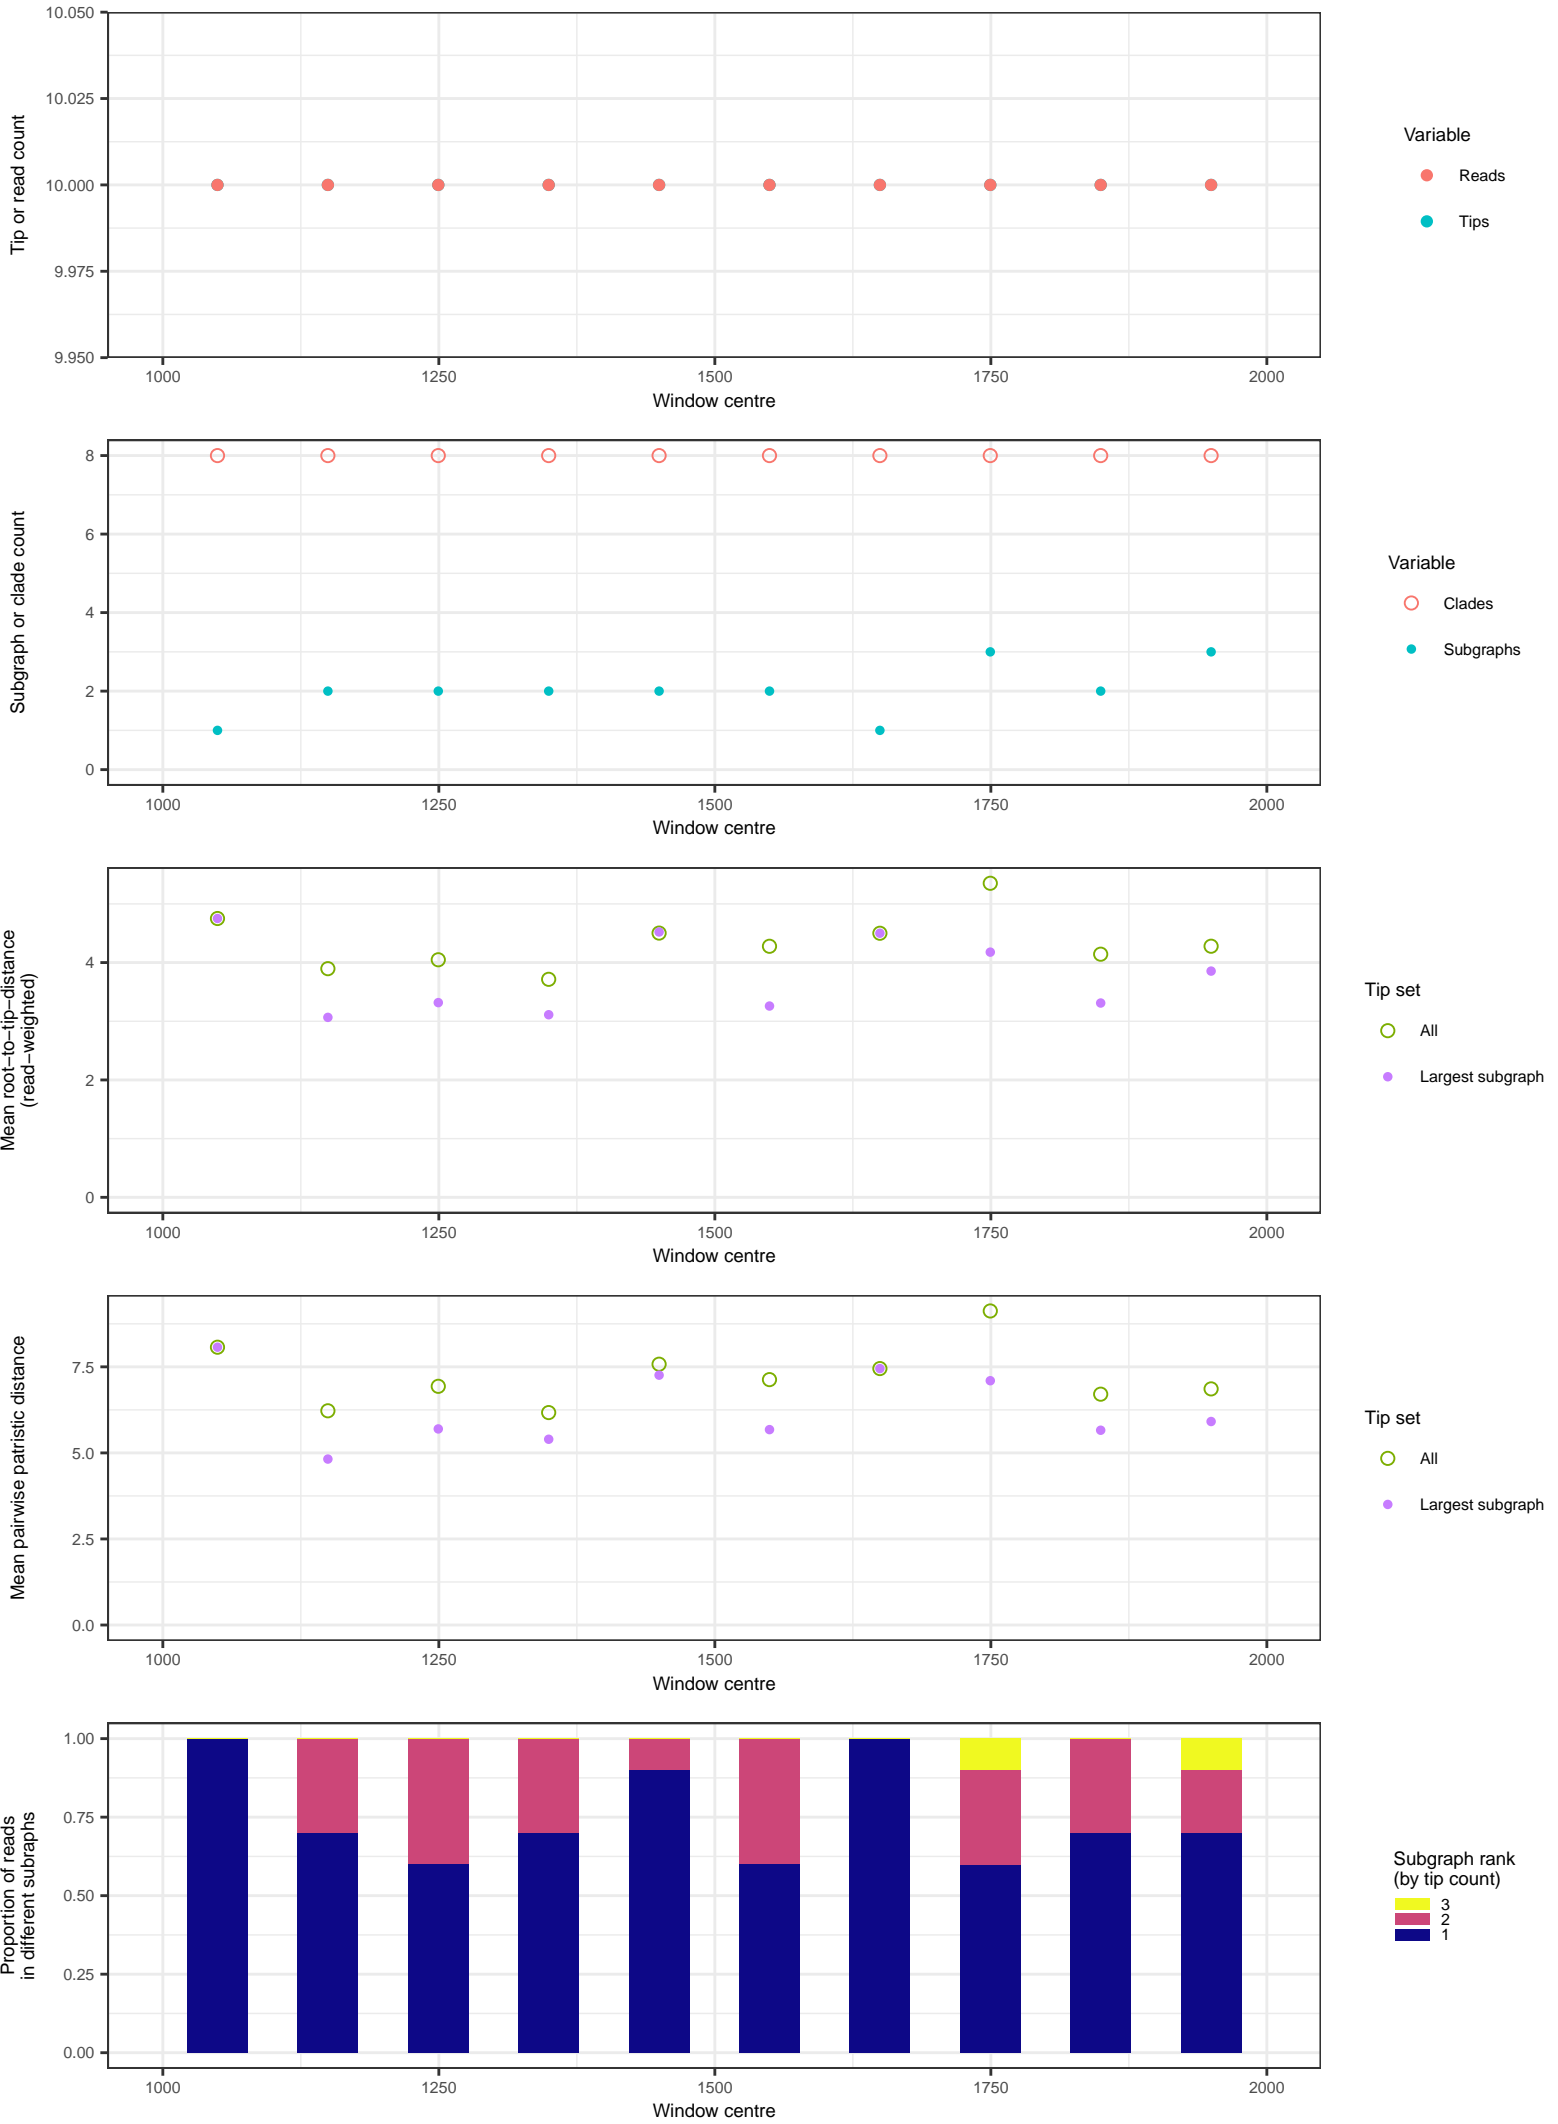 10.050
10.025
10.000
9.975
9.950
Tip or read count
1000 1250 1500 1750 2000
Window centre
Variable
Reads
Tips
8
6
4
2
0
Subgraph or clade count
1000 1250 1500 1750 2000
Window centre
Variable
Clades
Subgraphs
4
2
0
Mean root−to−tip−distance
(read−weighted)
1000 1250 1500 1750 2000
Window centre
Tip set
All
Largest subgraph
7.5
5.0
2.5
0.0
Mean pairwise patristic distance
1000 1250 1500 1750 2000
Window centre
Tip set
All
Largest subgraph
1.00
0.75
0.50
0.25
0.00
Proportion of reads
in different subraphs
1000 1250 1500 1750 2000
Window centre
Subgraph rank
(by tip count)
3
2
1